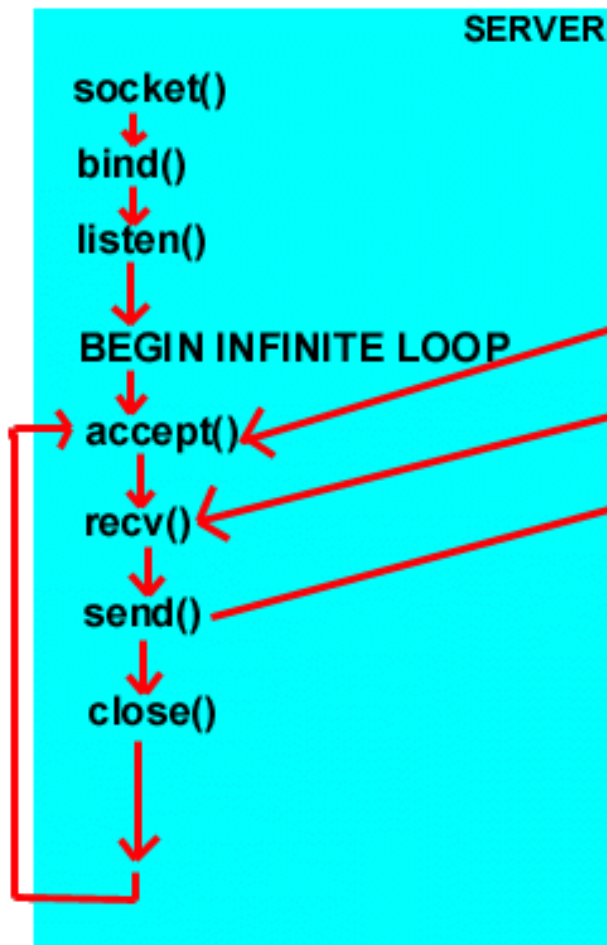 SERVER
socket()
bind()
listen()
BEGIN INFINITE LOOP
accept()
recv()
send()
close()